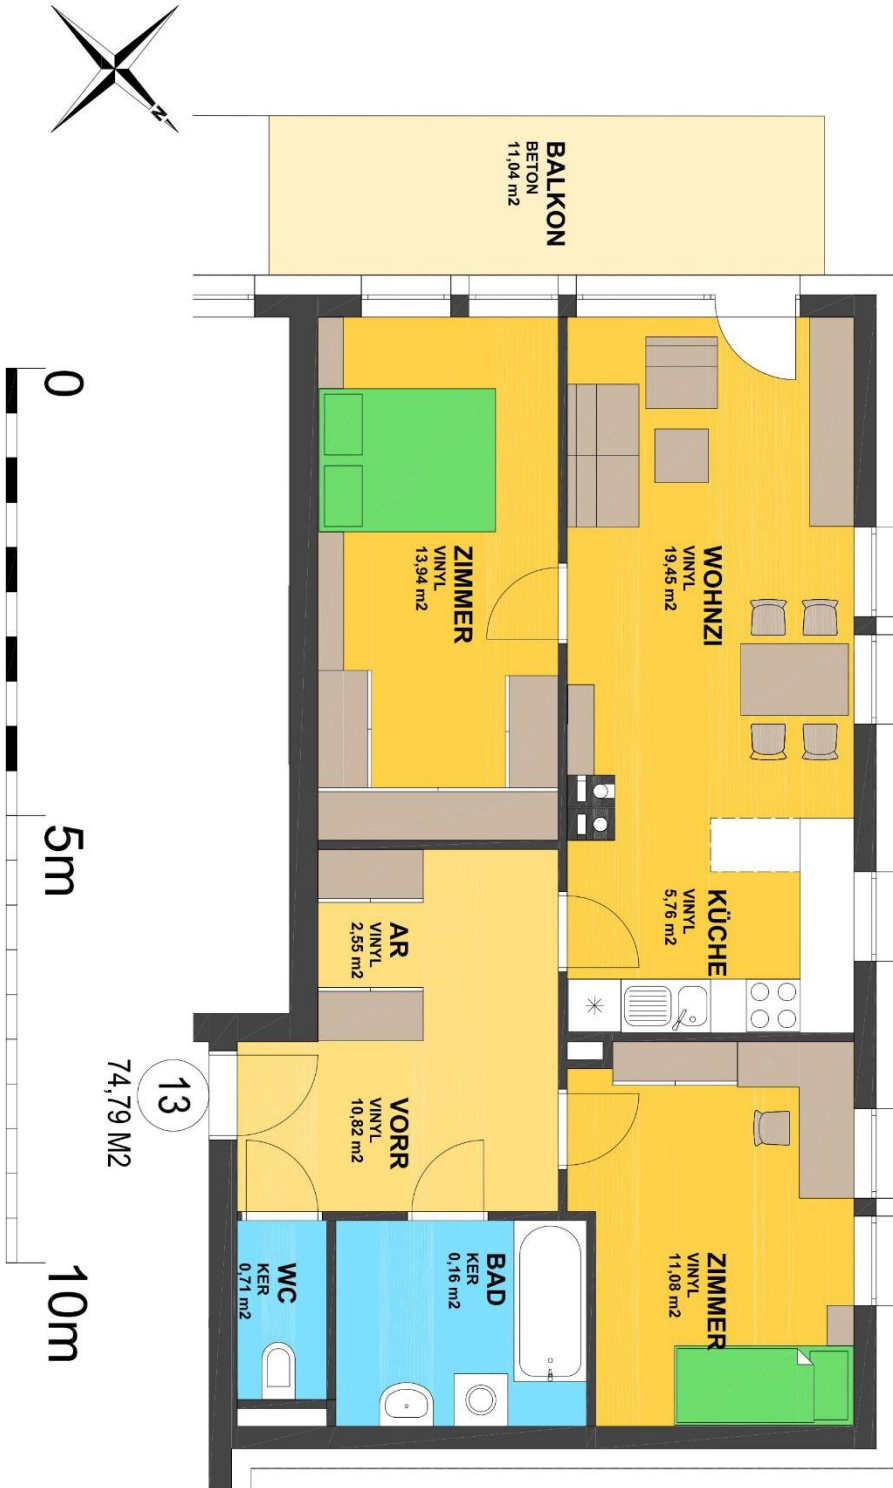 N
BALKON
BETON
11,04 m2
WOHNZI
VINYL
19,45 m2
ZIMMER
VINYL
13,94 m2
KÜCHE
VINYL
5,76 m2
AR
VINYL
2,55 m2
VORR
VINYL
10,82 m2
13
74,79 M2
ZIMMER
VINYL
11,08 m2
BAD
KER
0,16 m2
WC
KER
0,71 m2
0
5m
10m